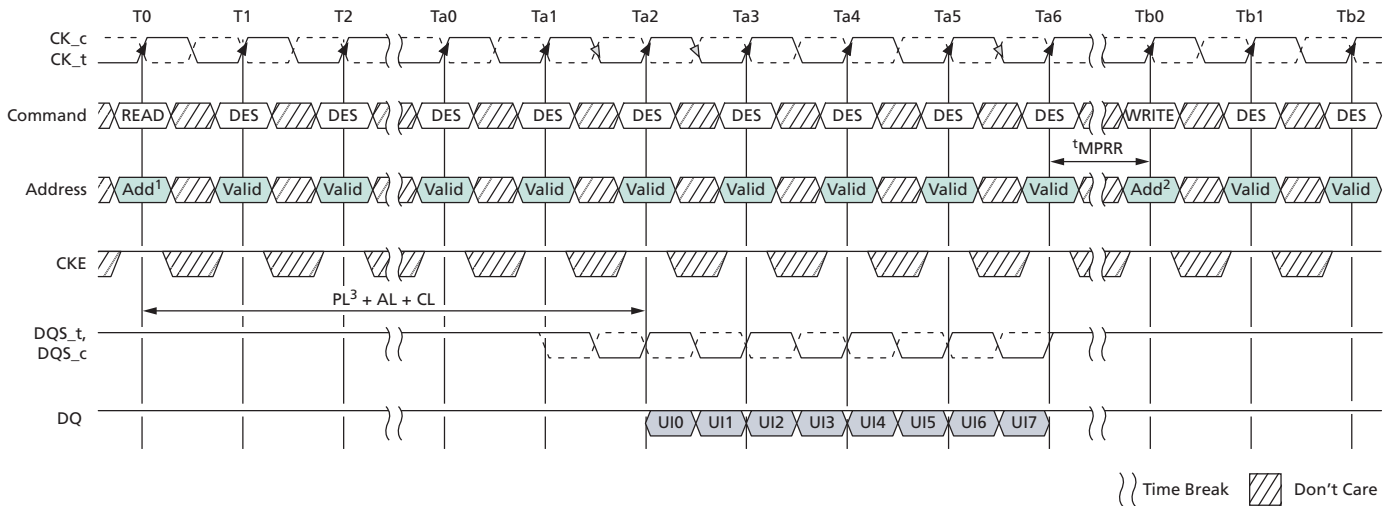 T0 T1 T2 Ta0 Ta1 Ta2 Ta3 Ta4 Ta5 Ta6 Tb0 Tb1 Tb2
CK_c
CK_t
Command READ DES DES DES DES DES DES DES DES DES WRITE DES DES
tMPRR
Address Add1 Valid Valid Valid Valid Valid Valid Valid Valid Valid Add2 Valid Valid
CKE
PL3 + AL + CL
DQS_t,
DQS_c
DQ UI0 UI1 UI2 UI3 UI4 UI5 UI6 UI7
Time Break Don't Care